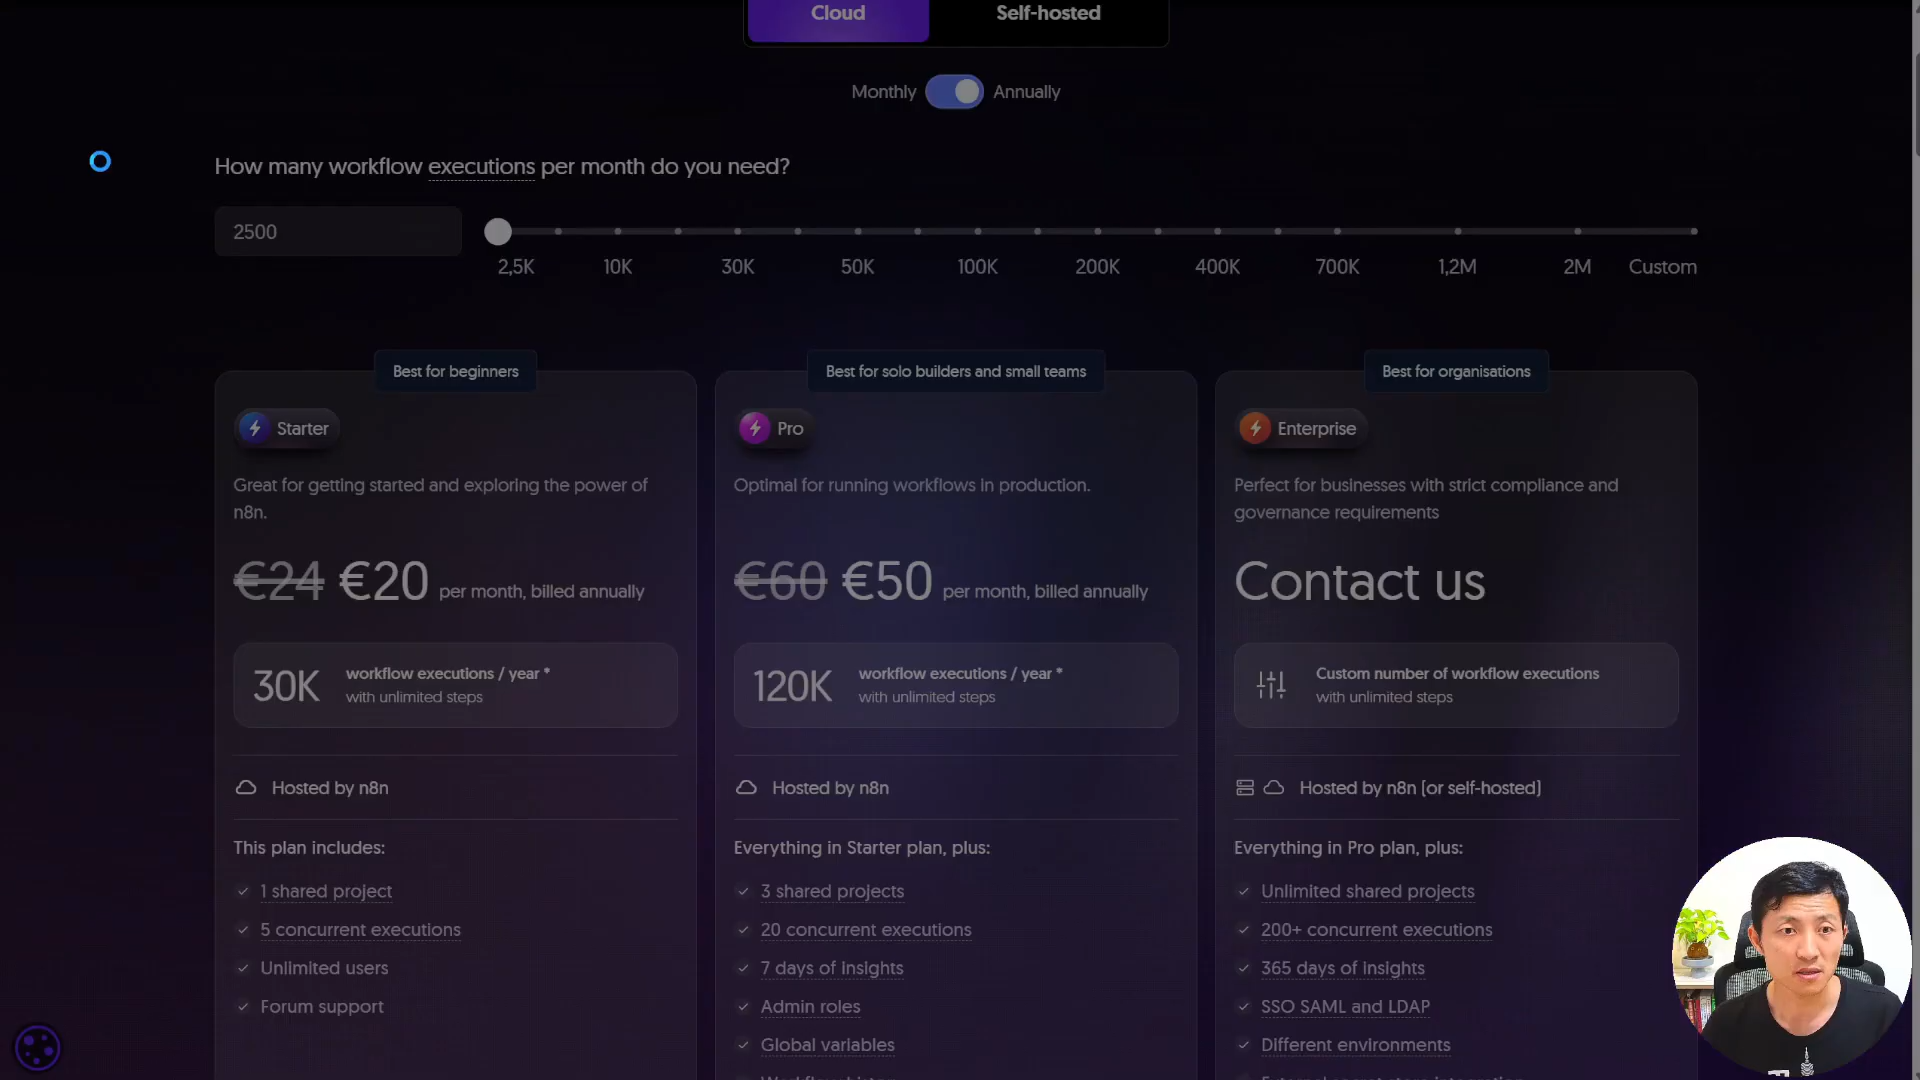 Cloud
Self-hosted
Monthly
Annually
How many workflow executions per month do you need?
2500
2,5K
10K
30K
50K
100K
200K
400K
700K
1,2M
2M
Custom
Best for beginners
Starter
Great for getting started and exploring the power of
n8n.
€24 €20 per month, billed annually
30K
workflow executions / year *
with unlimited steps
Hosted by n8n
This plan includes:
1 shared project
5 concurrent executions
Unlimited users
Forum support
Best for solo builders and small teams
Pro
Optimal for running workflows in production.
€60 €50 per month, billed annually
120K
workflow executions / year *
with unlimited steps
Hosted by n8n
Everything in Starter plan, plus:
3 shared projects
20 concurrent executions
7 days of insights
Admin roles
Global variables
Best for organisations
Enterprise
Perfect for businesses with strict compliance and
governance requirements
Contact us
Custom number of workflow executions
with unlimited steps
Hosted by n8n [or self-hosted]
Everything in Pro plan, plus:
Unlimited shared projects
200+ concurrent executions
365 days of insights
SSO SAML and LDAP
Different environments